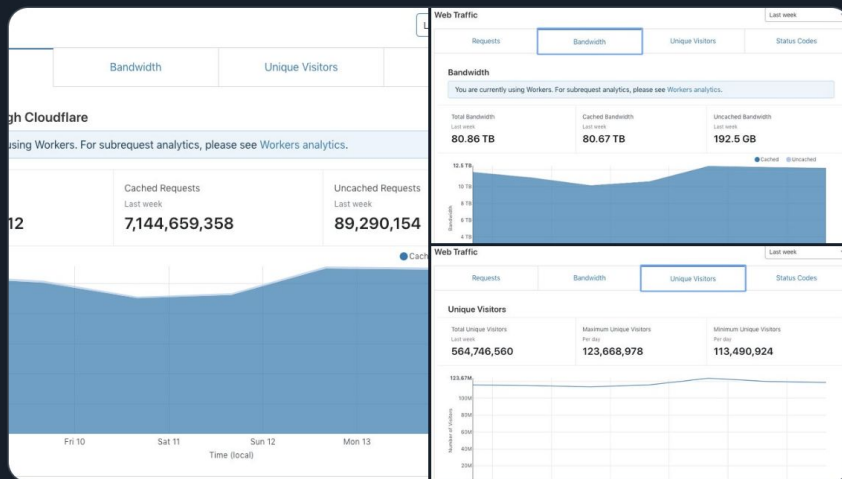 Bandwidth
Unique Visitors
gh Cloudflare
using Workers. For subrequest analytics, please see Workers analytics.
Cached Requests
Uncached Requests
Last week
Last week
12
7,144,659,358
89,290,154
Cach
Fri 10
Sat 11
Sun 12
Mon 13
Time (local)
Web Traffic
Last week
Requests
Bandwidth
Unique Visitors
Status Codes
Bandwidth
You are currently using Workers. For subrequest analytics, please see Workers analytics.
Total Bandwidth
Cached Bandwidth
Uncached Bandwidth
Last week
Last week
Last week
80.86 TB
80.67 TB
192.5 GB
Cached
Uncached
12.5 TB
10 TB
8 TB
6 TB
4 TB
Bandwidth
Web Traffic
Last week
Requests
Bandwidth
Unique Visitors
Status Codes
Unique Visitors
Total Unique Visitors
Maximum Unique Visitors
Minimum Unique Visitors
Last week
Per day
Per day
564,746,560
123,668,978
113,490,924
123.67M
100M
80M
60M
40M
20M
Number of Visitors